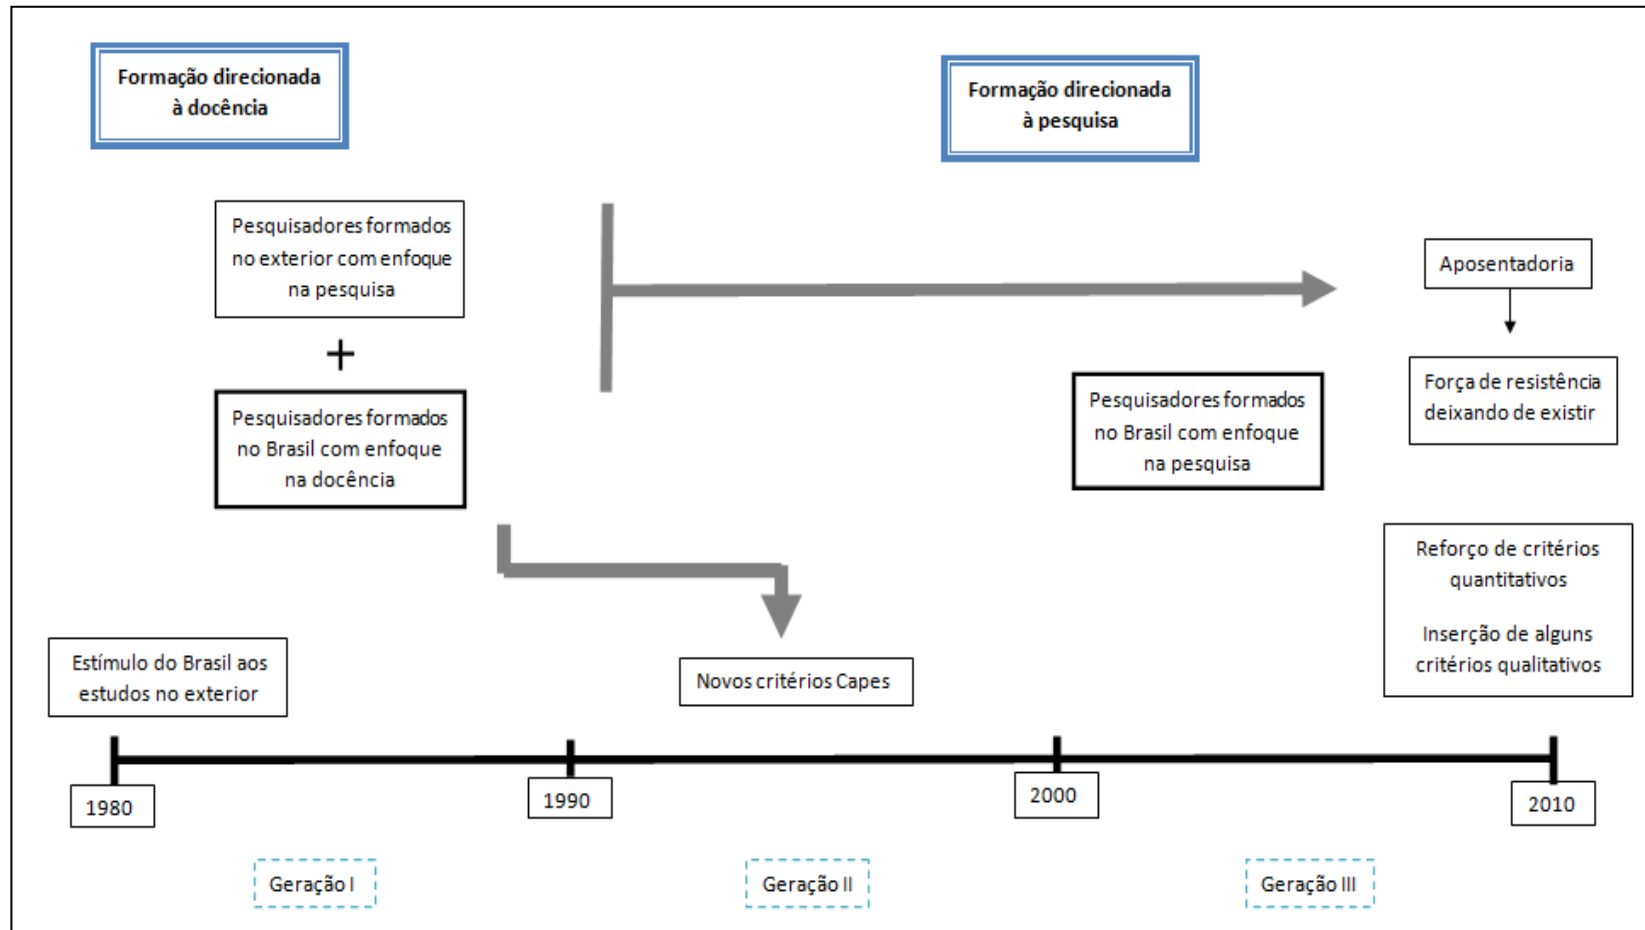 Formação direcionada
à docência
Formação direcionada
à pesquisa
Pesquisadores formados
no exterior com enfoque
na pesquisa
+
Pesquisadores formados
no Brasil com enfoque
na docência
Aposentadoria
Força de resistência
deixando de existir
Pesquisadores formados
no Brasil com enfoque
na pesquisa
Reforço de critérios
quantitativos
Inserção de alguns
critérios qualitativos
Estímulo do Brasil aos
estudos no exterior
Novos critérios Capes
1980
1990
2000
2010
Geração I
Geração II
Geração III